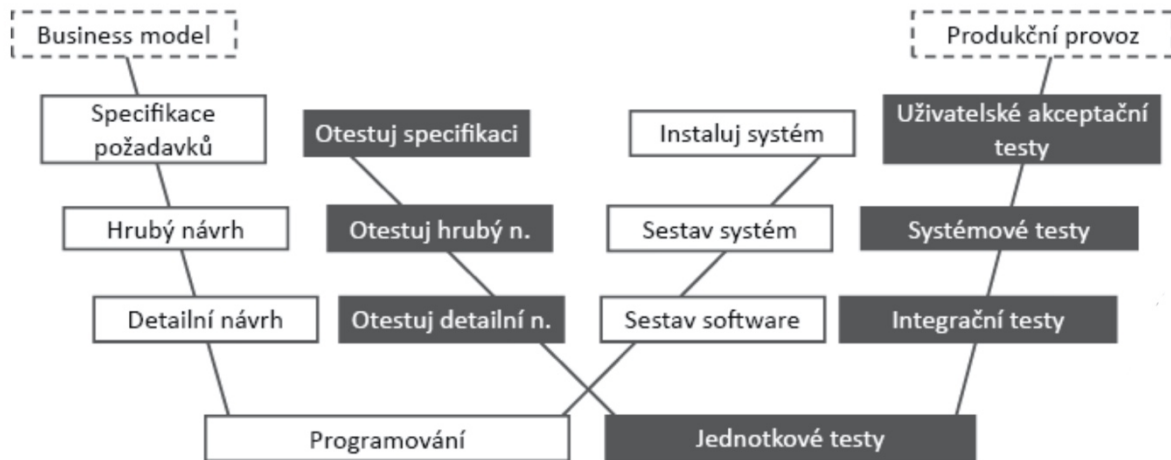 Business model
Produkční provoz
Specifikace
požadavků
Otestuj specifikaci
Instaluj systém
Uživatelské akceptační
testy
Hrubý návrh
Otestuj hrubý n.
Sestav systém
Systémové testy
Detailní návrh
Otestuj detailní n.
Sestav software
Integrační testy
Programování
Jednotkové testy